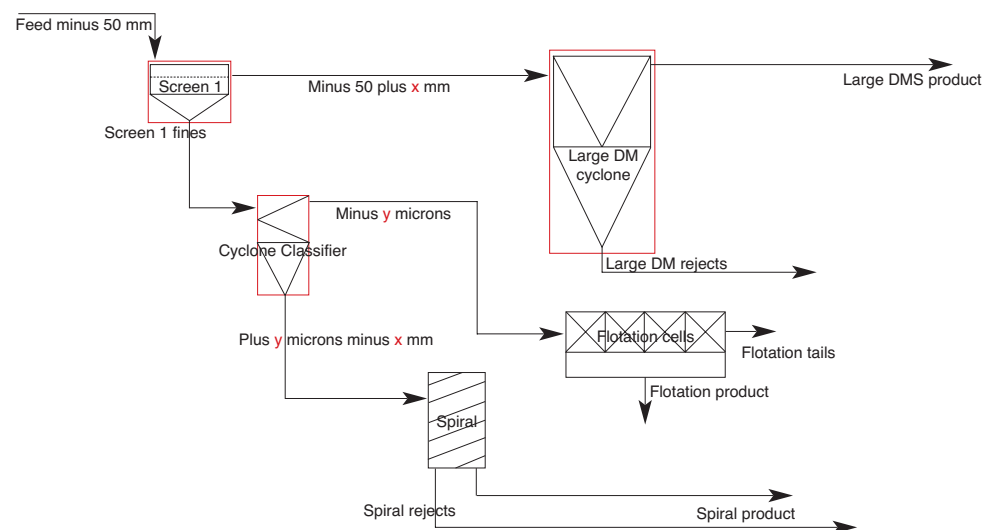 Feed minus 50 mm
Screen 1
Minus 50 plus x mm
Large DMS product
Screen 1 fines
Large DM
cyclone
Minus y microns
Cyclone Classifier
Large DM rejects
Plus y microns minus x mm
Flotation cells
Flotation tails
Flotation product
Spiral
Spiral rejects
Spiral product